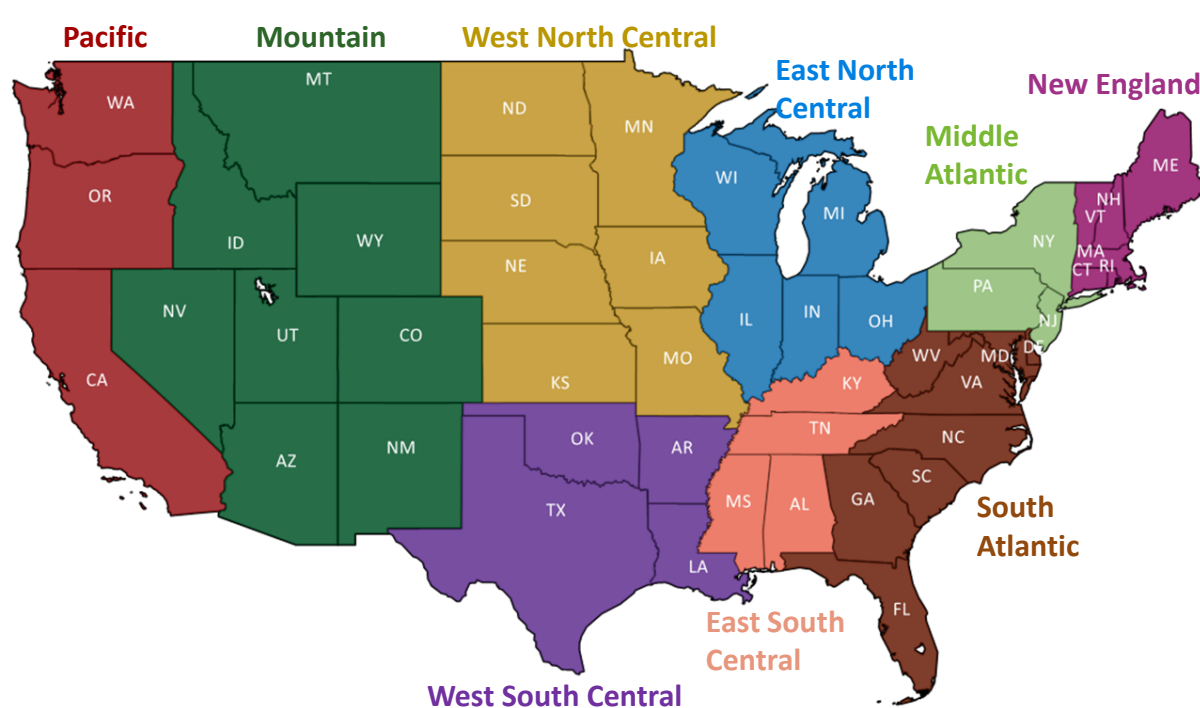 Pacific
Mountain
West North Central
East North
Central
New England
Middle
Atlantic
South
Atlantic
East South
Central
West South Central
WA
OR
CA
MT
ID
WY
NV
UT
CO
AZ
NM
ND
SD
NE
KS
MN
IA
MO
OK
TX
AR
LA
WI
MI
IL
IN
OH
KY
TN
MS
AL
NY
PA
NJ
ME
NH
VT
MA
CT
RI
WV
MD
DE
VA
NC
SC
GA
FL